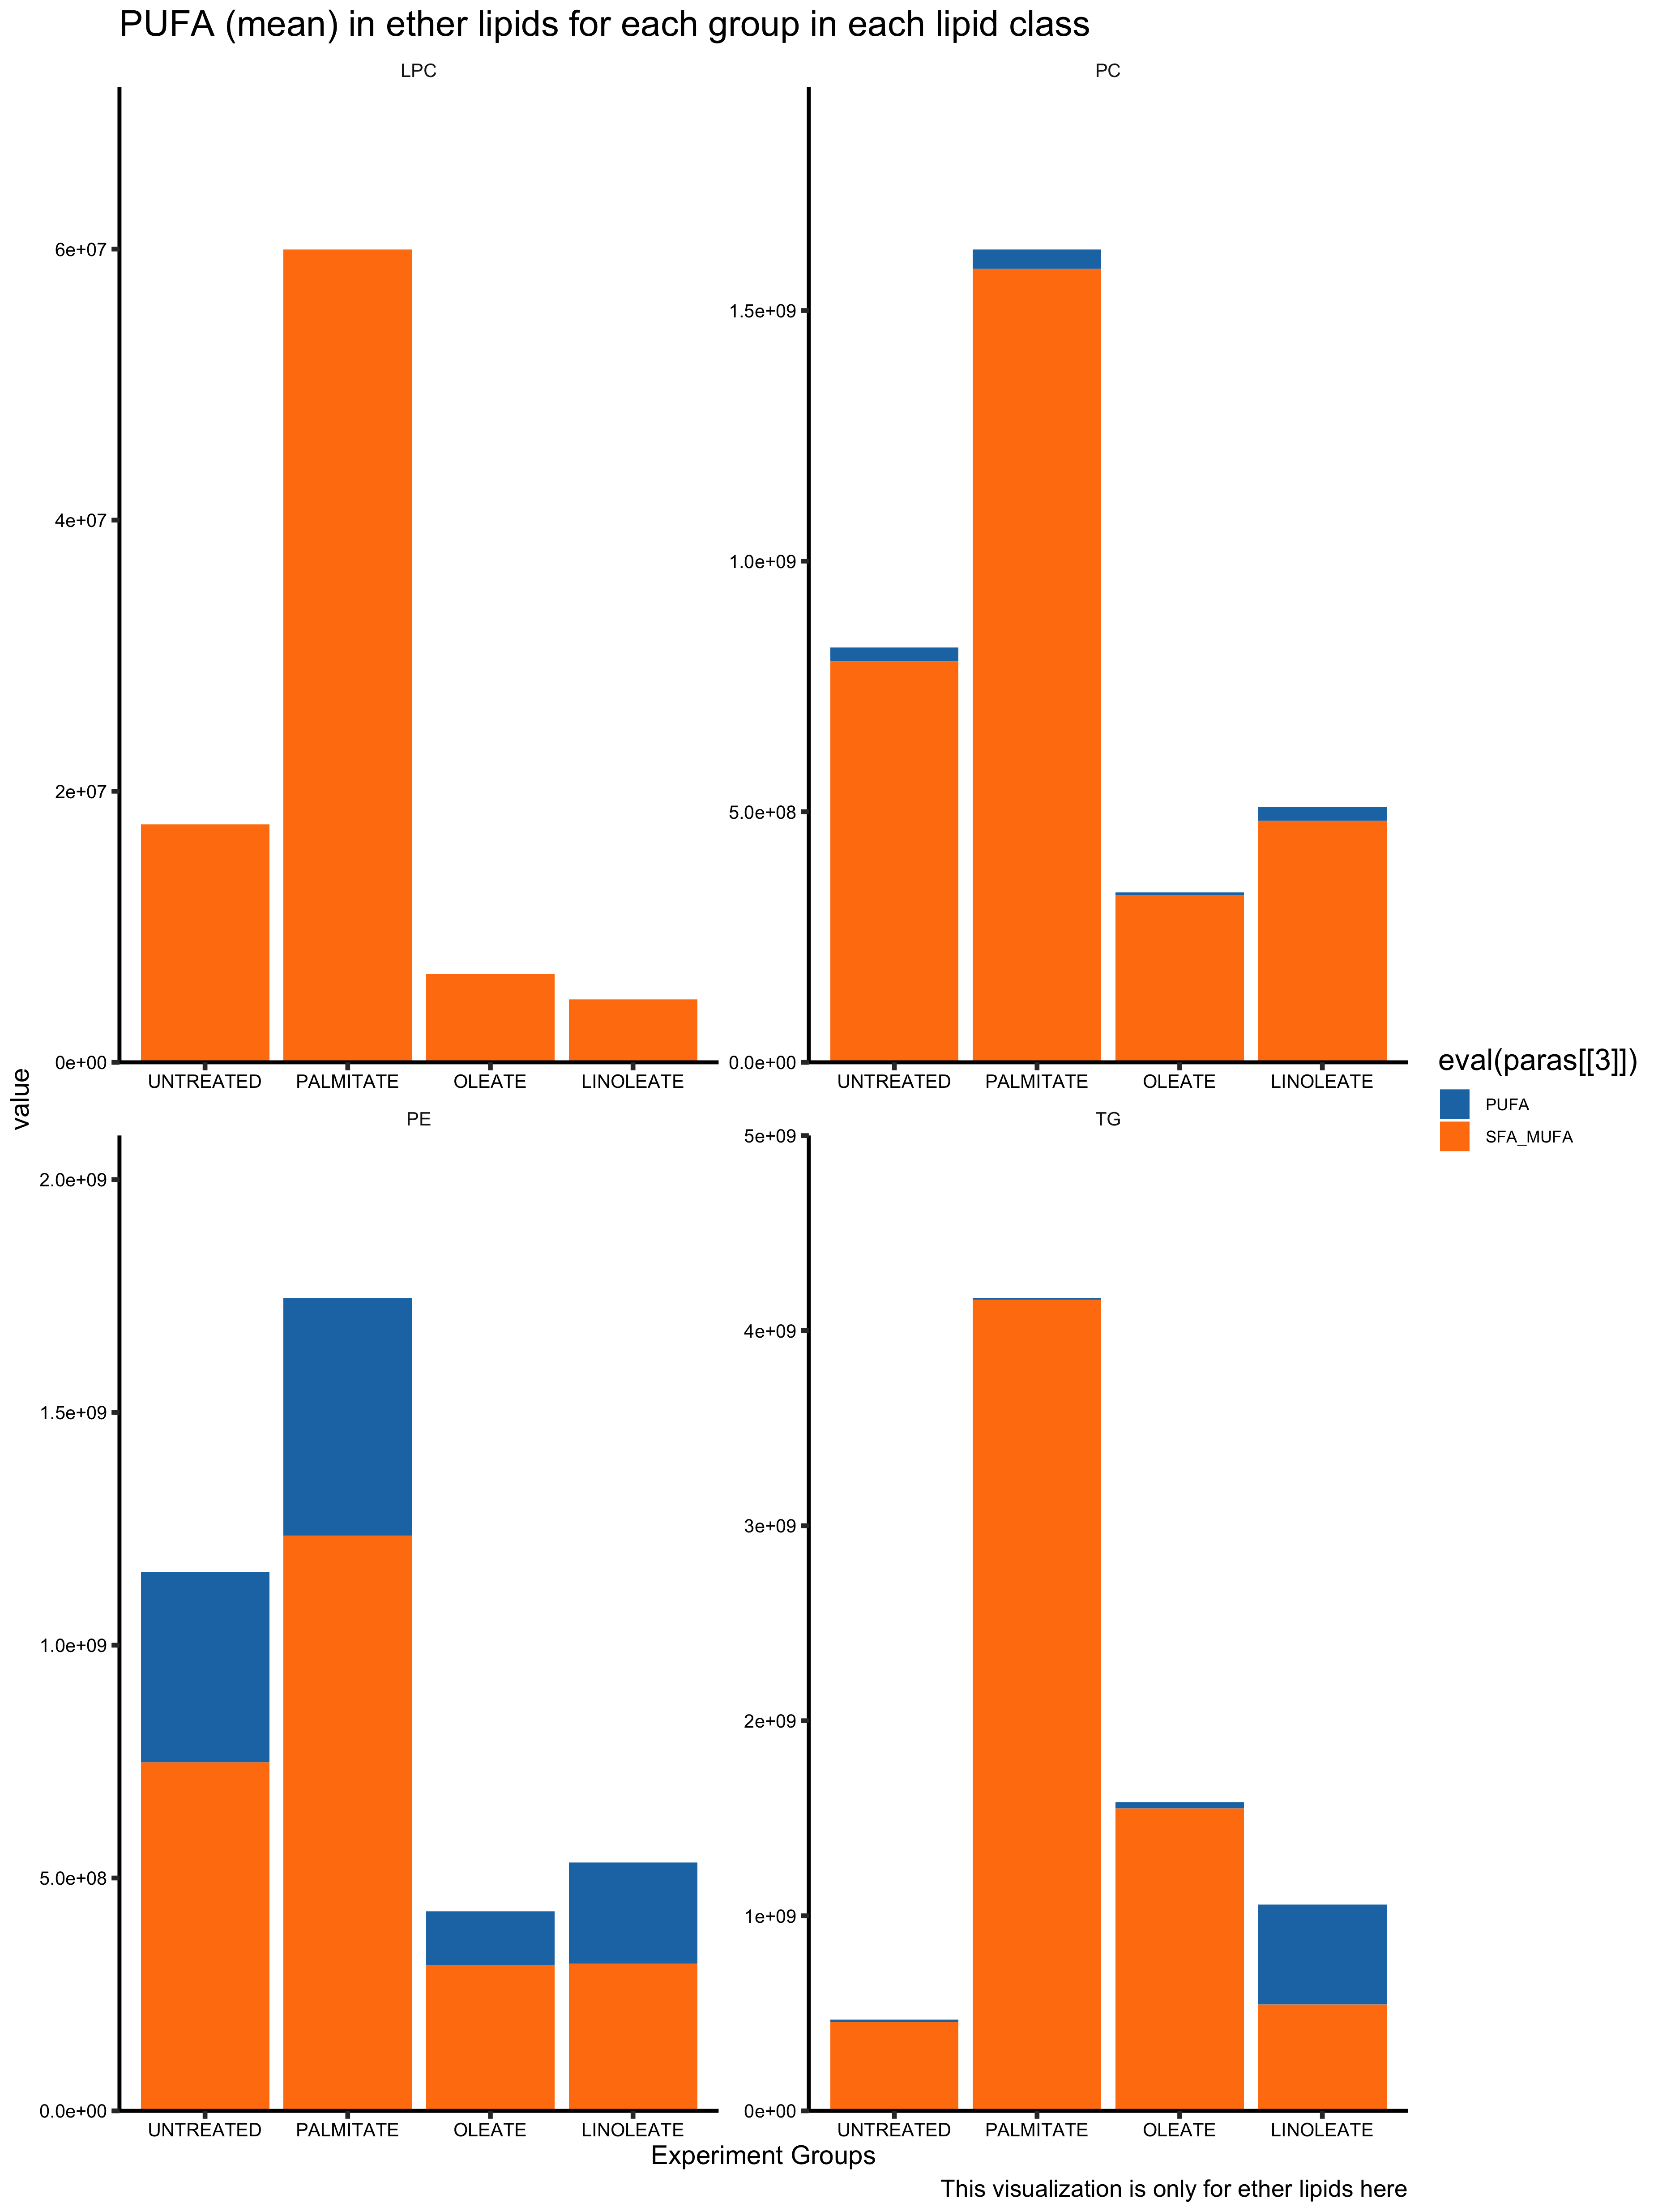 PUFA (mean) in ether lipids for each group in each lipid class
LPC
PC
6e+07
4e+07
2e+07
0e+00
1.5e+09
1.0e+09
5.0e+08
0.0e+00
UNTREATED PALMITATE OLEATE LINOLEATE
UNTREATED PALMITATE OLEATE LINOLEATE
value
eval(paras[[3]])
PUFA
SFA_MUFA
PE
TG
2.0e+09
1.5e+09
1.0e+09
5.0e+08
0.0e+00
5e+09
4e+09
3e+09
2e+09
1e+09
0e+00
UNTREATED PALMITATE OLEATE LINOLEATE
UNTREATED PALMITATE OLEATE LINOLEATE
Experiment Groups
This visualization is only for ether lipids here